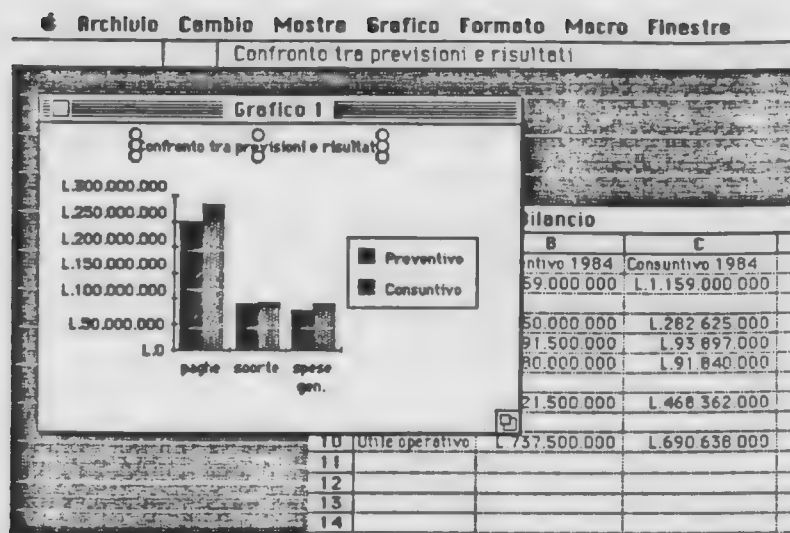 Archivio Cambio Mostra Grafico Formato Macro Finestre
Confronto tra previsioni e risultati
Grafico 1
Confronto tra previsioni e risultat
L.300.000.000
L.250.000.000
L.200.000.000
L.150.000.000
L.100.000.000
L.50.000.000
L.0
paghe scorte spese
gen.
Preventivo
Consuntivo
Bilancio
B C
ntivo 1984 Consuntivo 1984
59.000.000 L.1.159.000.000
50.000.000 L.282.625.000
91.500.000 L.93.897.000
80.000.000 L.91.840.000
21.500.000 L.468.362.000
10 Utile operativo L.737.500.000 L.690.638.000
11
12
13
14